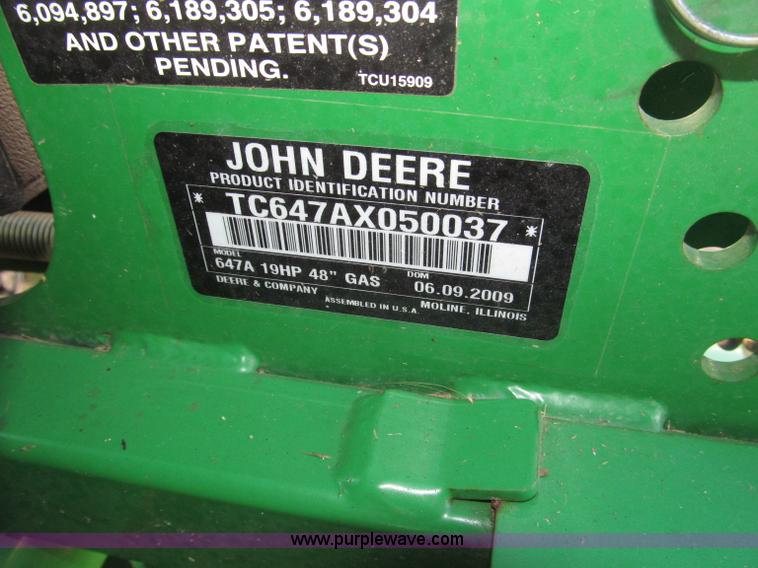 6,094,897; 6,189,305; 6,189,304
AND OTHER PATENT(S)
PENDING. TCU15909
JOHN DEERE
PRODUCT IDENTIFICATION NUMBER
* TC647AX050037 *
MODEL DOM
647A 19HP 48" GAS 06.09.2009
DEERE & COMPANY MOLINE, ILLINOIS
ASSEMBLED IN U.S.A.
www.purplewave.com